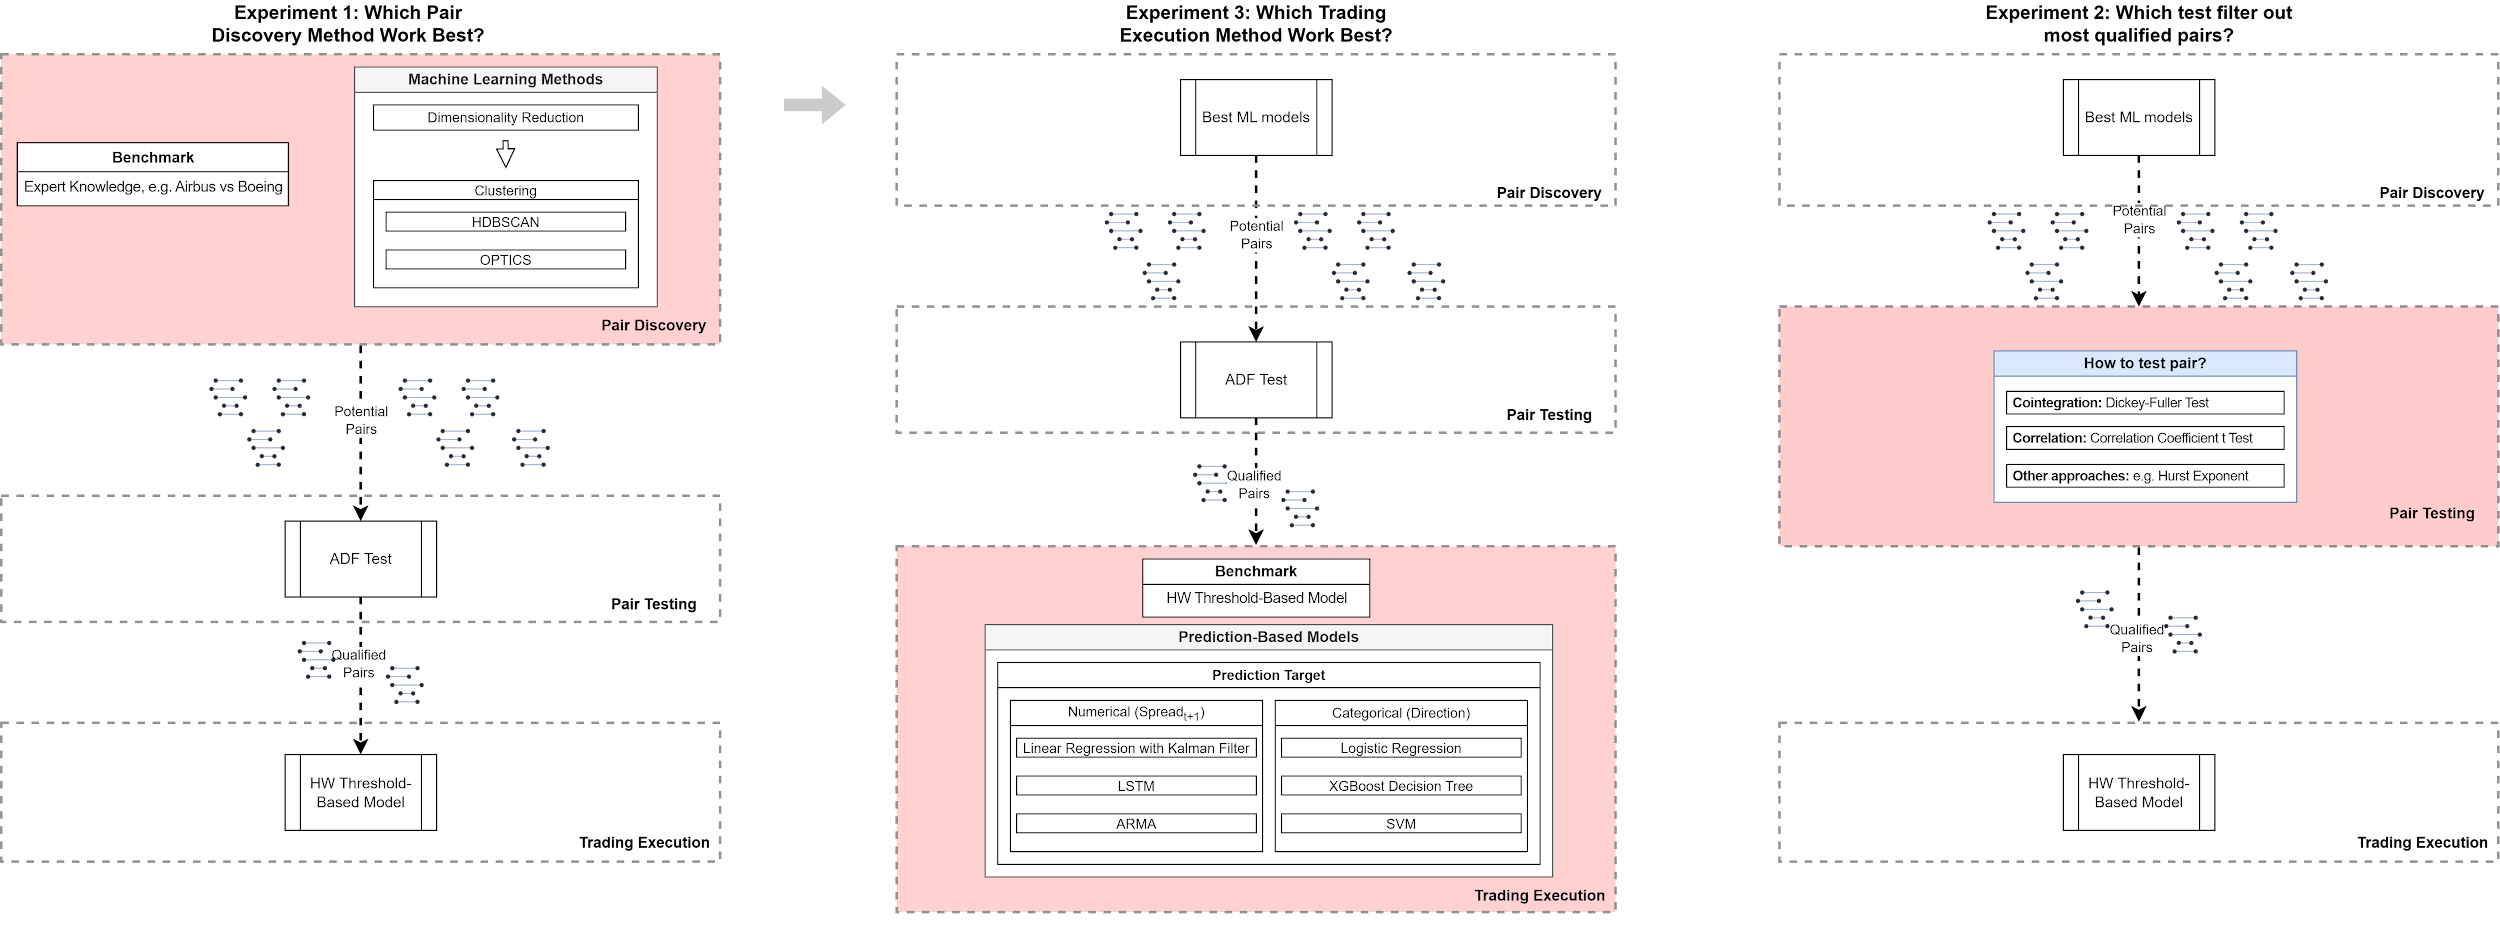 Experiment 1: Which Pair
Discovery Method Work Best?
Machine Learning Methods
Dimensionality Reduction
Benchmark
Expert Knowledge, e.g. Airbus vs Boeing
Clustering
HDBSCAN
OPTICS
Pair Discovery
Potential
Pairs
ADF Test
Pair Testing
Qualified
Pairs
HW Threshold-
Based Model
Trading Execution
Experiment 3: Which Trading
Execution Method Work Best?
Best ML models
Pair Discovery
Potential
Pairs
ADF Test
Pair Testing
Qualified
Pairs
Benchmark
HW Threshold-Based Model
Prediction-Based Models
Prediction Target
Numerical (Spreadt+1)
Linear Regression with Kalman Filter
LSTM
ARMA
Categorical (Direction)
Logistic Regression
XGBoost Decision Tree
SVM
Trading Execution
Experiment 2: Which test filter out
most qualified pairs?
Best ML models
Pair Discovery
Potential
Pairs
How to test pair?
Cointegration: Dickey-Fuller Test
Correlation: Correlation Coefficient t Test
Other approaches: e.g. Hurst Exponent
Pair Testing
Qualified
Pairs
HW Threshold-
Based Model
Trading Execution